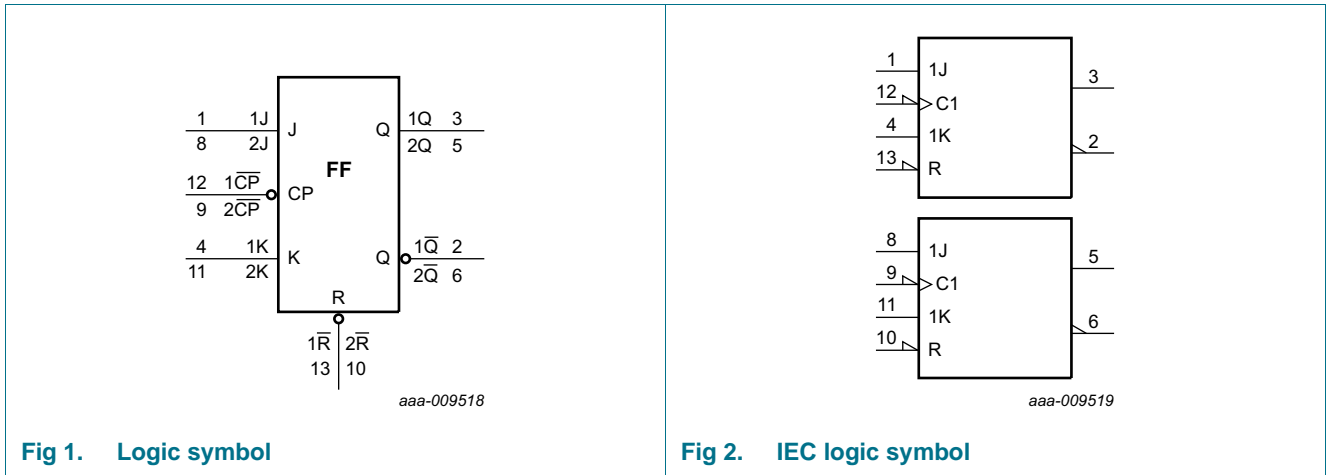 1 1J J Q 1Q 3
8 2J 2Q 5
FF
12 1C̅P̅ CP
9 2C̅P̅
4 1K K Q 1Q̅ 2
11 2K 2Q̅ 6
R
1R̅ 2R̅
13 10
aaa-009518
Fig 1. Logic symbol
1 1J 3
12 C1
4 1K 2
13 R
8 1J 5
9 C1
11 1K 6
10 R
aaa-009519
Fig 2. IEC logic symbol